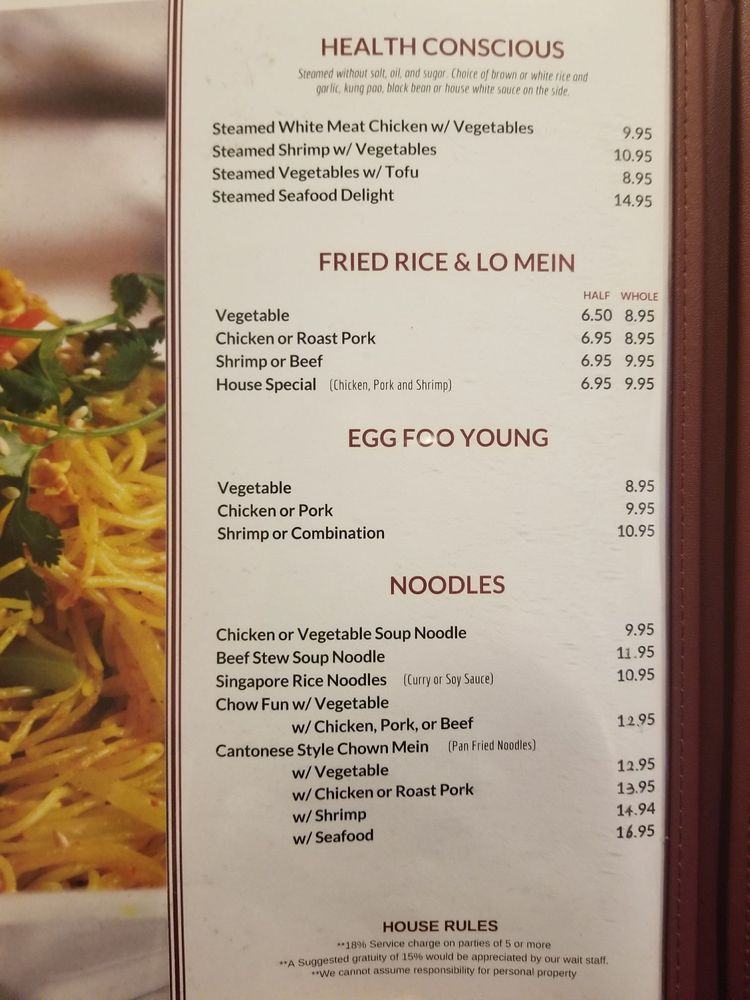 HEALTH CONSCIOUS
Steamed without salt, oil, and sugar. Choice of brown or white rice and
garlic, kung pao, black bean or house white sauce on the side.
Steamed White Meat Chicken w/ Vegetables 9.95
Steamed Shrimp w/ Vegetables 10.95
Steamed Vegetables w/ Tofu 8.95
Steamed Seafood Delight 14.95
FRIED RICE & LO MEIN
HALF WHOLE
Vegetable 6.50 8.95
Chicken or Roast Pork 6.95 8.95
Shrimp or Beef 6.95 9.95
House Special (Chicken, Pork and Shrimp) 6.95 9.95
EGG FOO YOUNG
Vegetable 8.95
Chicken or Pork 9.95
Shrimp or Combination 10.95
NOODLES
Chicken or Vegetable Soup Noodle 9.95
Beef Stew Soup Noodle 11.95
Singapore Rice Noodles (Curry or Soy Sauce) 10.95
Chow Fun w/ Vegetable
w/ Chicken, Pork, or Beef 12.95
Cantonese Style Chown Mein (Pan Fried Noodles)
w/ Vegetable 12.95
w/ Chicken or Roast Pork 13.95
w/ Shrimp 14.94
w/ Seafood 16.95
HOUSE RULES
**18% Service charge on parties of 5 or more
**A Suggested gratuity of 15% would be appreciated by our wait staff.
**We cannot assume responsibility for personal property